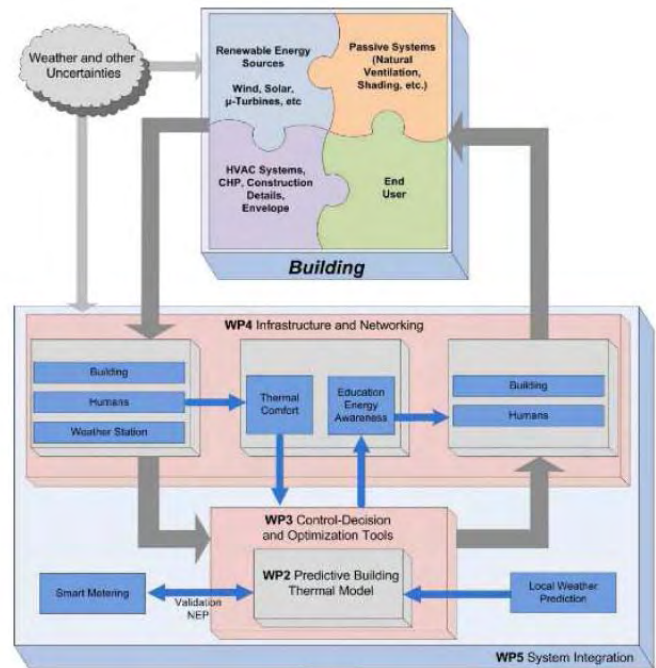 Weather and other
Uncertainties
Renewable Energy
Sources
Wind, Solar,
μ-Turbines, etc
Passive Systems
(Natural
Ventilation,
Shading, etc.)
HVAC Systems,
CHP, Construction
Details,
Envelope
End
User
Building
WP4 Infrastructure and Networking
Building
Humans
Weather Station
Thermal
Comfort
Education
Energy
Awareness
Building
Humans
WP3 Control-Decision
and Optimization Tools
WP2 Predictive Building
Thermal Model
Smart Metering
Validation
NEP
Local Weather
Prediction
WP5 System Integration